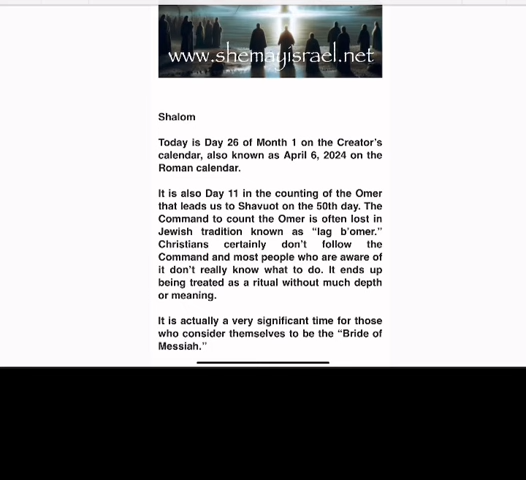 www.shemayisrael.net
Shalom
Today is Day 26 of Month 1 on the Creator's
calendar, also known as April 6, 2024 on the
Roman calendar.
It is also Day 11 in the counting of the Omer
that leads us to Shavuot on the 50th day. The
Command to count the Omer is often lost in
Jewish tradition known as “lag b’omer.”
Christians certainly don’t follow the
Command and most people who are aware of
it don’t really know what to do. It ends up
being treated as a ritual without much depth
or meaning.
It is actually a very significant time for those
who consider themselves to be the “Bride of
Messiah.”